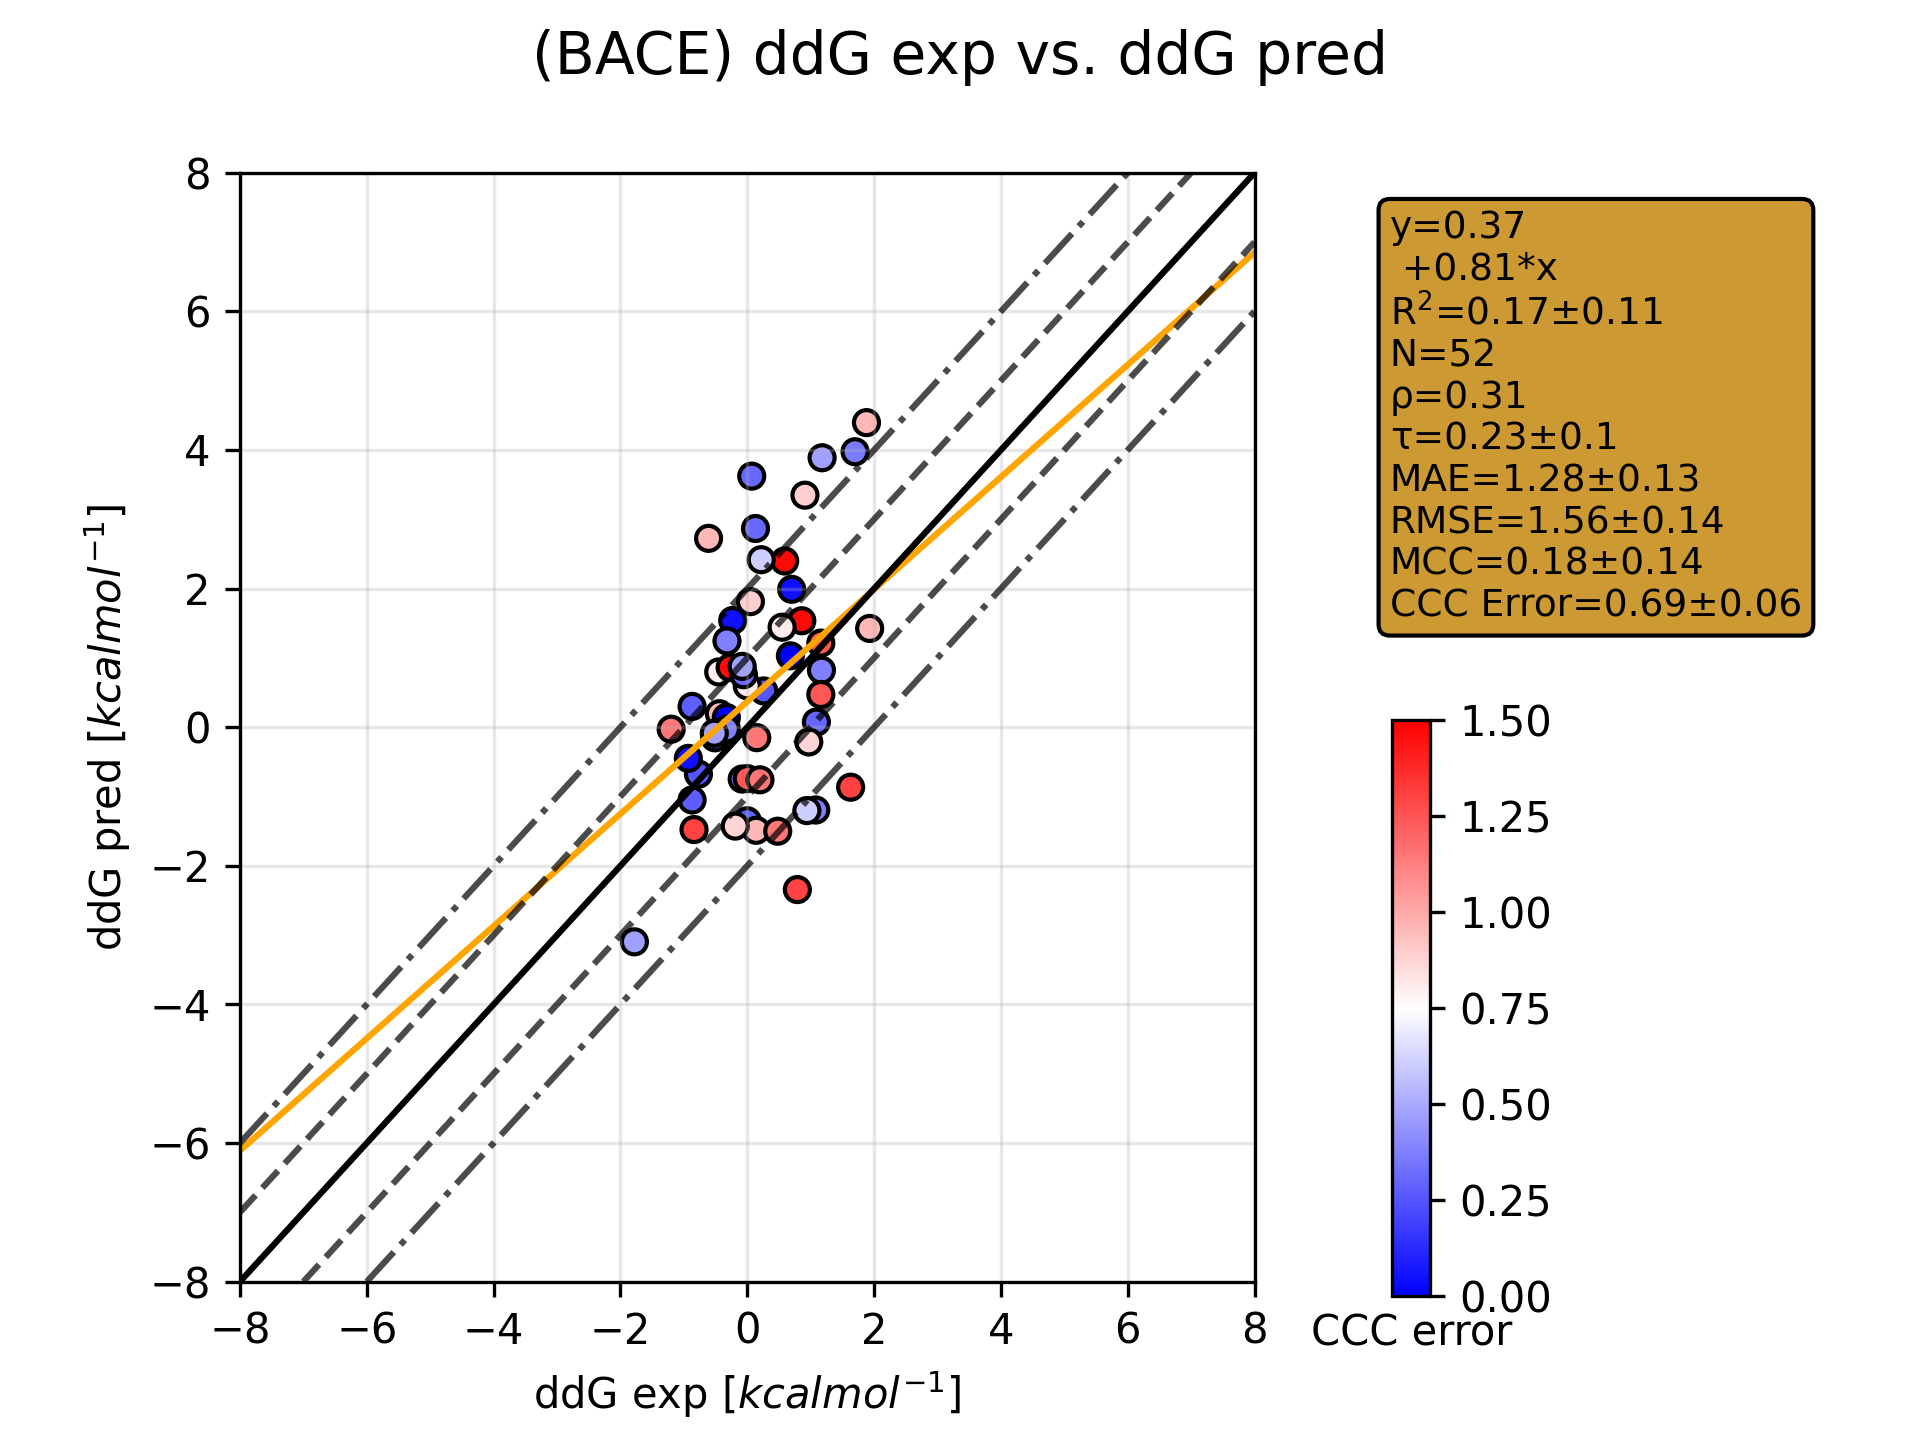 (BACE) ddG exp vs. ddG pred
8
6
4
2
0
−2
−4
−6
−8
ddG pred [kcalmol⁻¹]
−8 −6 −4 −2 0 2 4 6 8
ddG exp [kcalmol⁻¹]
y=0.37
+0.81*x
R²=0.17±0.11
N=52
ρ=0.31
τ=0.23±0.1
MAE=1.28±0.13
RMSE=1.56±0.14
MCC=0.18±0.14
CCC Error=0.69±0.06
1.50
1.25
1.00
0.75
0.50
0.25
0.00
CCC error